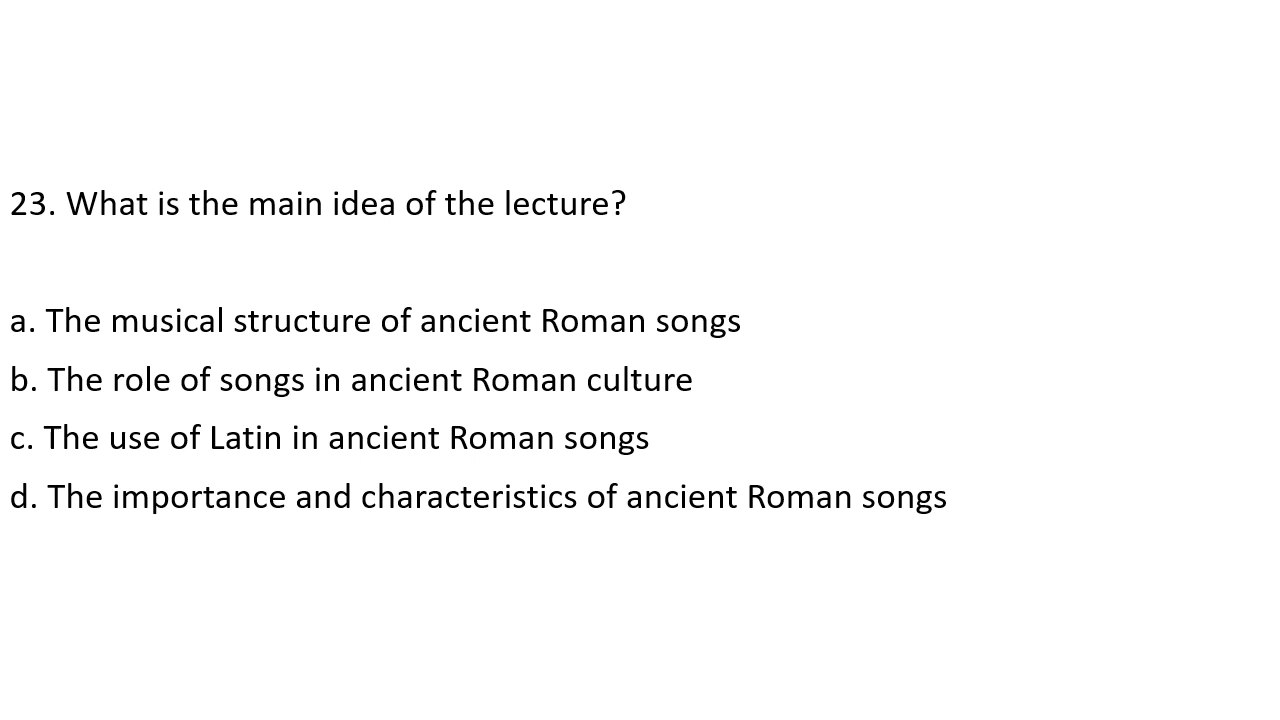 23. What is the main idea of the lecture?
a. The musical structure of ancient Roman songs
b. The role of songs in ancient Roman culture
c. The use of Latin in ancient Roman songs
d. The importance and characteristics of ancient Roman songs